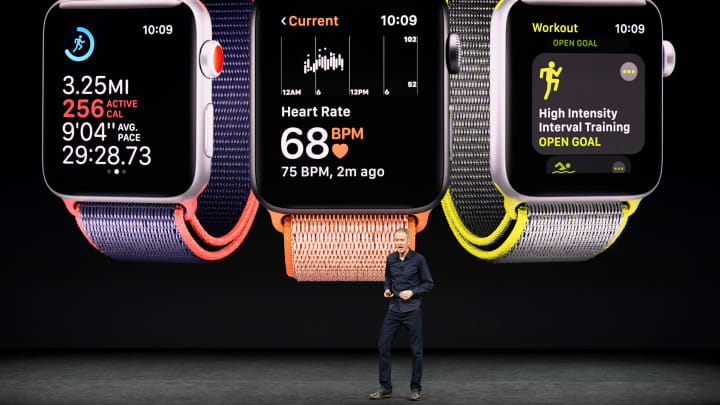 10:09
3.25MI
256 ACTIVE
CAL
9'04" AVG.
PACE
29:28.73
‹Current 10:09
102
52
12AM 6 12PM 6
Heart Rate
68 BPM
75 BPM, 2m ago
Workout 10:09
OPEN GOAL
High Intensity
Interval Training
OPEN GOAL